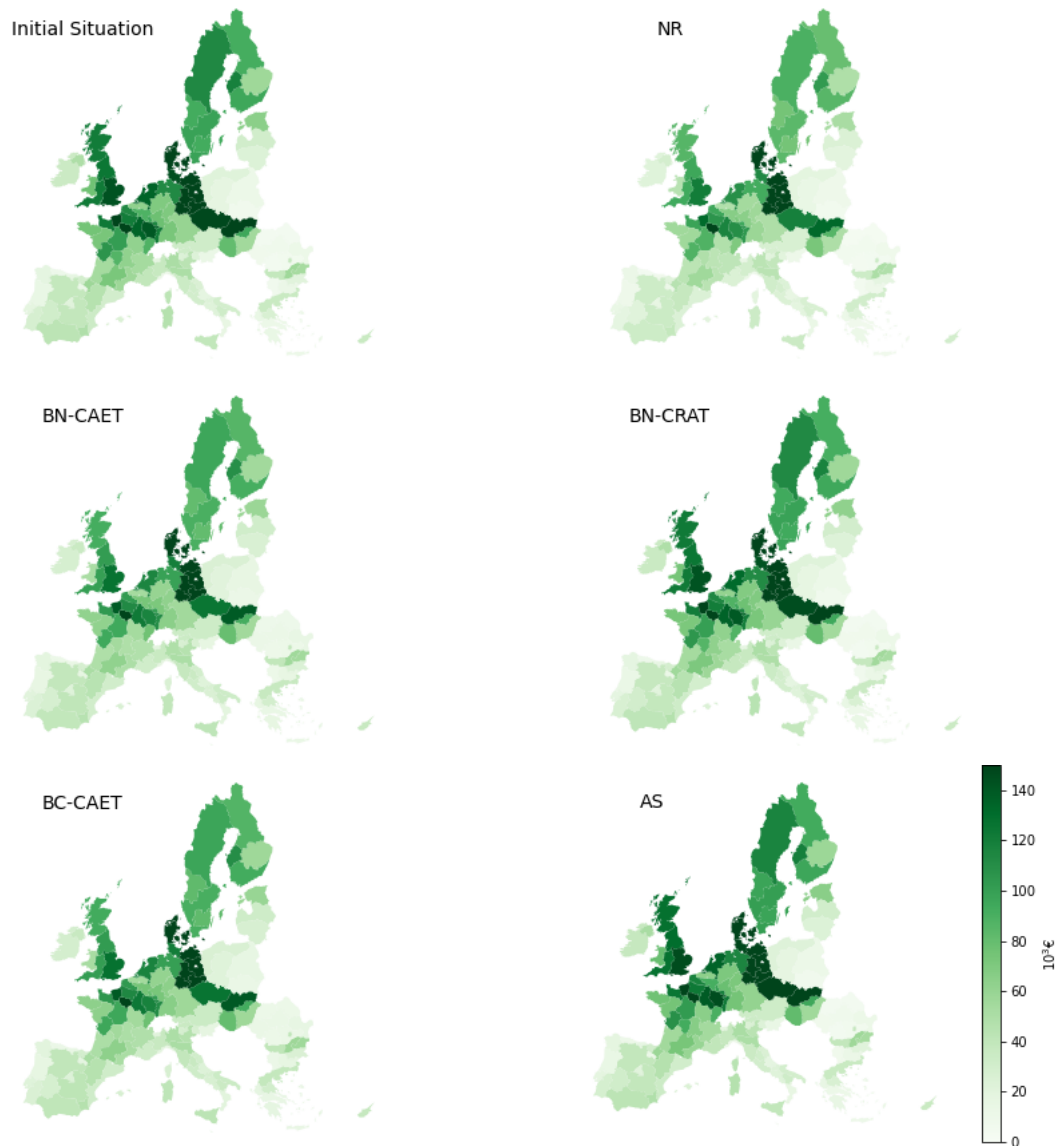 Initial Situation
NR
BN-CAET
BN-CRAT
BC-CAET
AS
140
120
100
80
60
40
20
0
10³€